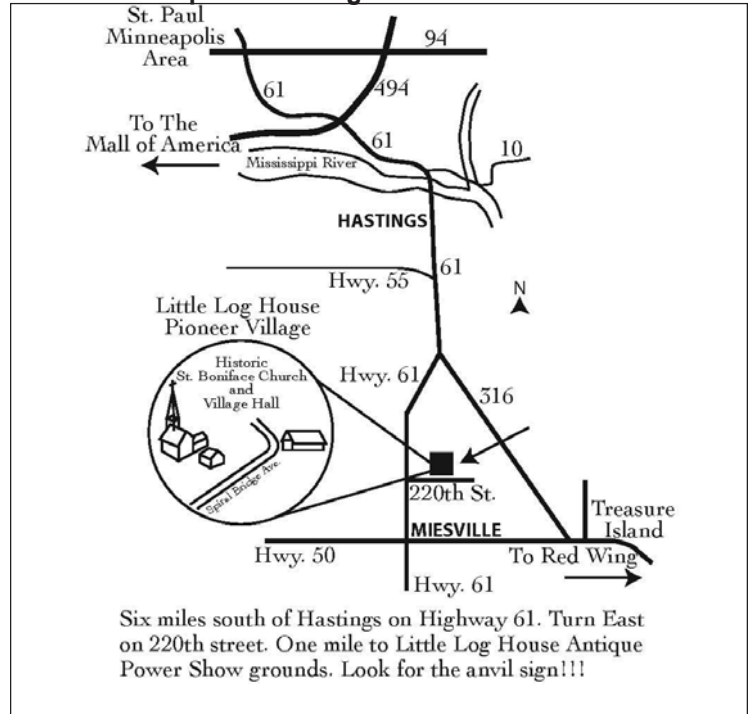 St. Paul
Minneapolis
Area
94
61
494
To The
Mall of America
61
10
Mississippi River
HASTINGS
61
Hwy. 55
N
Little Log House
Pioneer Village
Historic
St. Boniface Church
and
Village Hall
Spiral Bridge Ave.
Hwy. 61
316
220th St.
Treasure
Island
MIESVILLE
Hwy. 50
To Red Wing
Hwy. 61
Six miles south of Hastings on Highway 61. Turn East
on 220th street. One mile to Little Log House Antique
Power Show grounds. Look for the anvil sign!!!